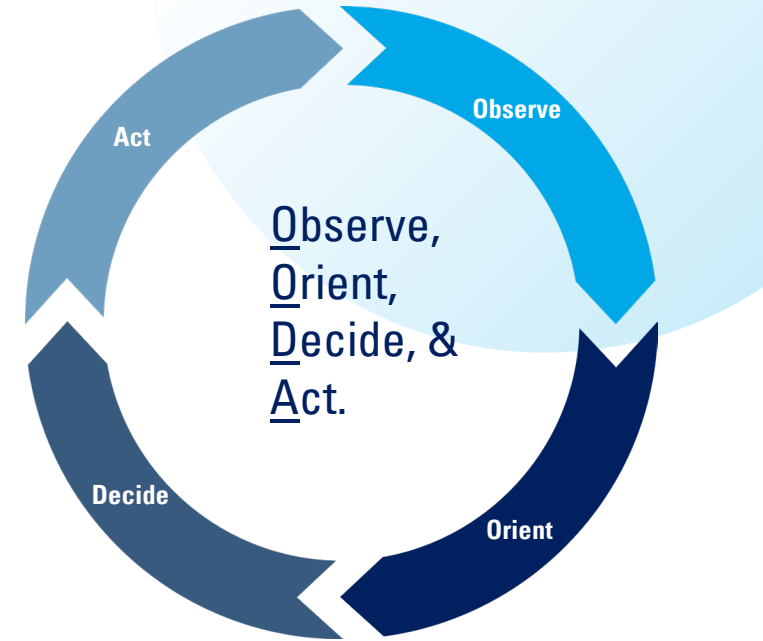 Act
Observe
Observe,
Orient,
Decide, &
Act.
Decide
Orient